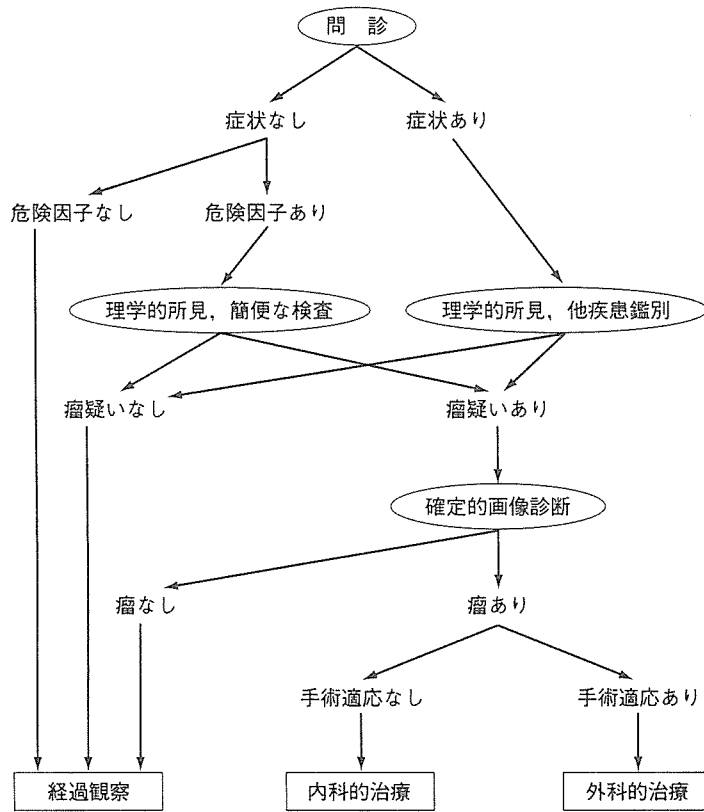 問 診
症状なし
症状あり
危険因子なし
危険因子あり
理学的所見，簡便な検査
理学的所見，他疾患鑑別
瘤疑いなし
瘤疑いあり
確定的画像診断
瘤なし
瘤あり
手術適応なし
手術適応あり
経過観察
内科的治療
外科的治療